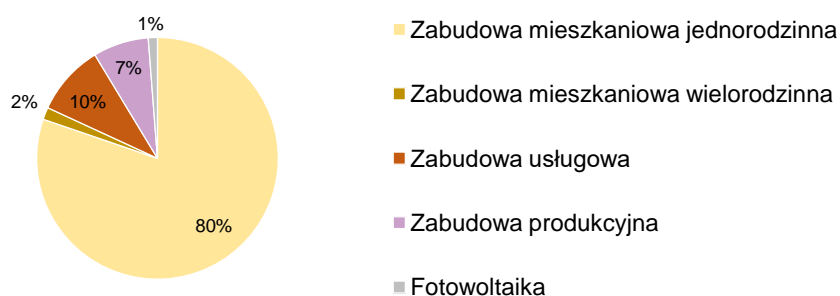 1%
7%
2%
10%
80%
Zabudowa mieszkaniowa jednorodzinna
Zabudowa mieszkaniowa wielorodzinna
Zabudowa usługowa
Zabudowa produkcyjna
Fotowoltaika